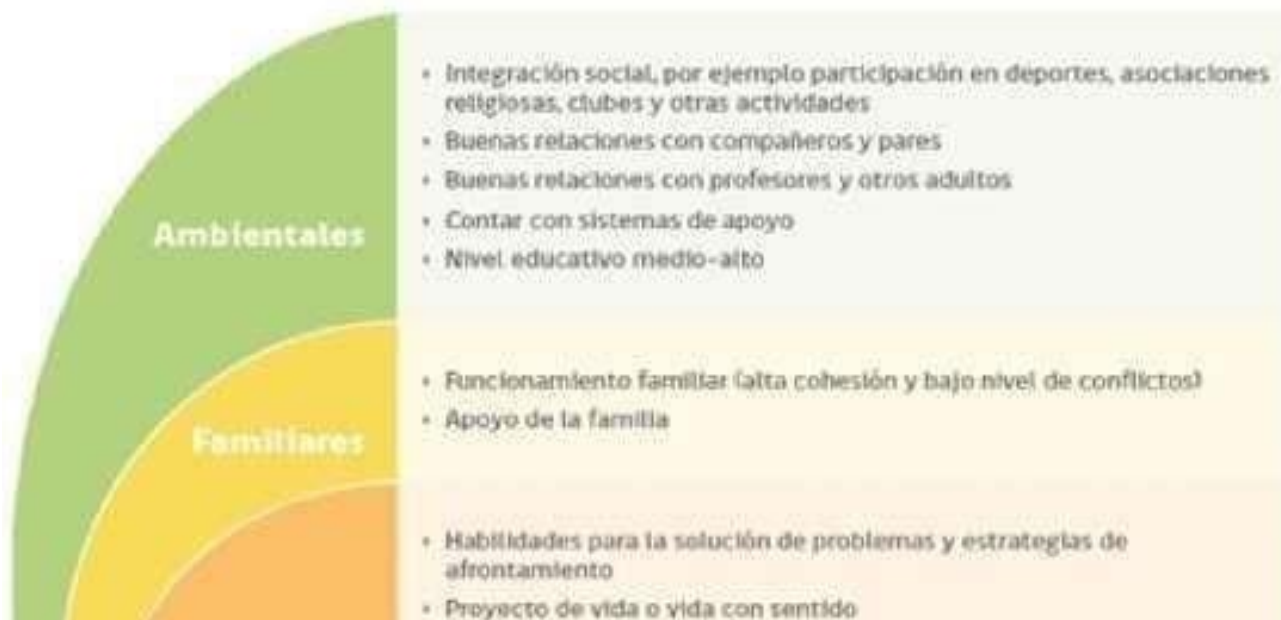 • Integración social, por ejemplo participación en deportes, asociaciones
religiosas, clubes y otras actividades
• Buenas relaciones con compañeros y pares
• Buenas relaciones con profesores y otros adultos
• Contar con sistemas de apoyo
• Nivel educativo medio-alto
Ambientales
• Funcionamiento familiar (alta cohesión y bajo nivel de conflictos)
• Apoyo de la familia
Familiares
• Habilidades para la solución de problemas y estrategias de
afrontamiento
• Proyecto de vida o vida con sentido